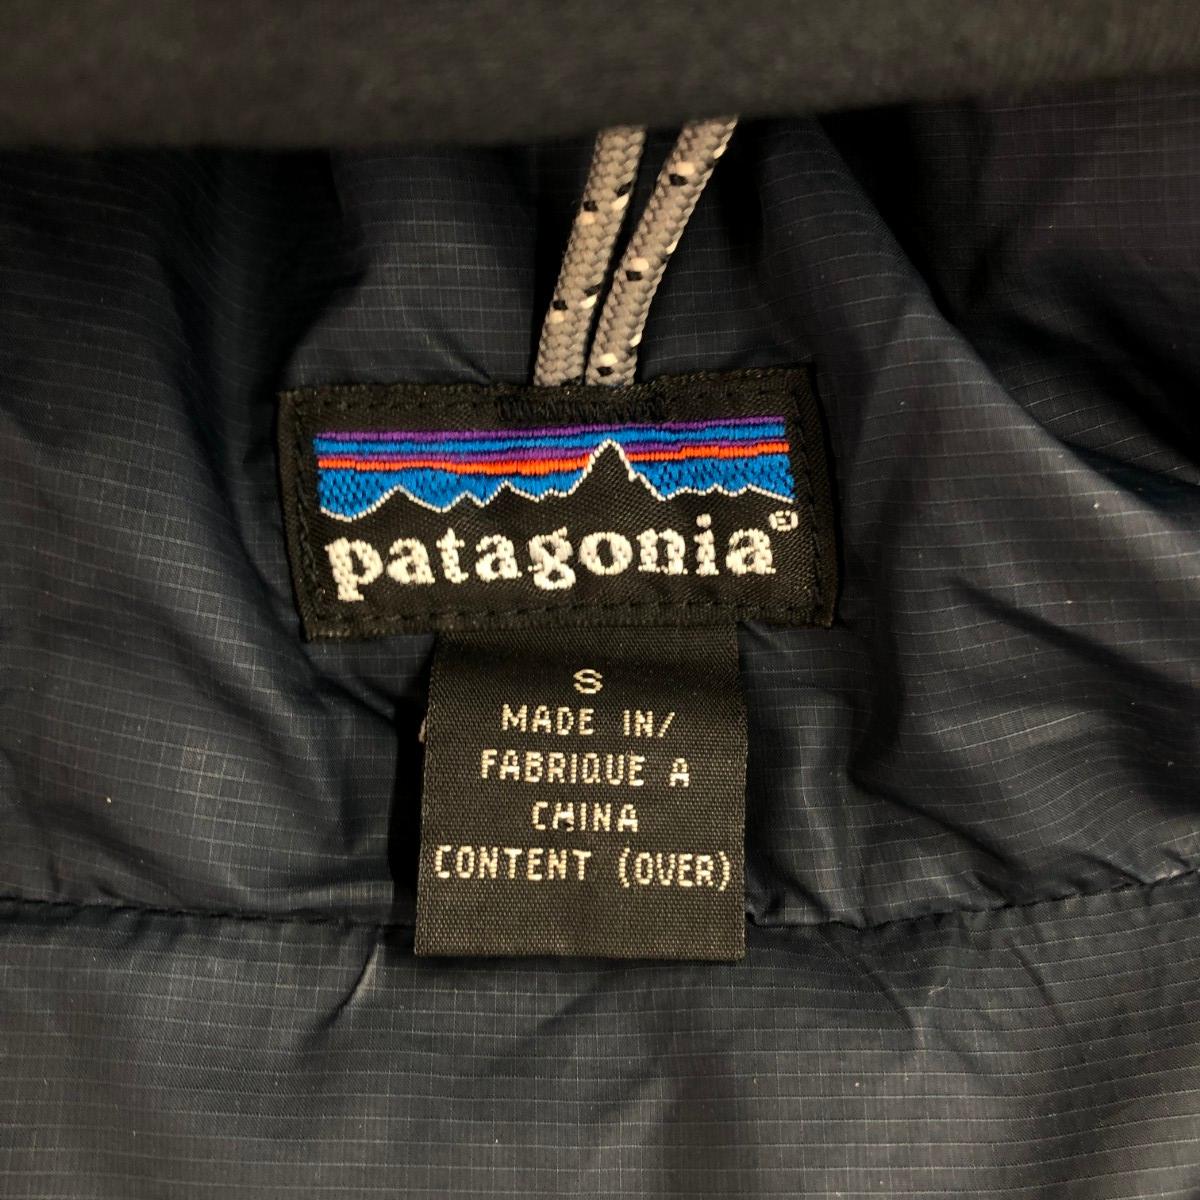 patagonia®
S
MADE IN/
FABRIQUE A
CHINA
CONTENT (OVER)